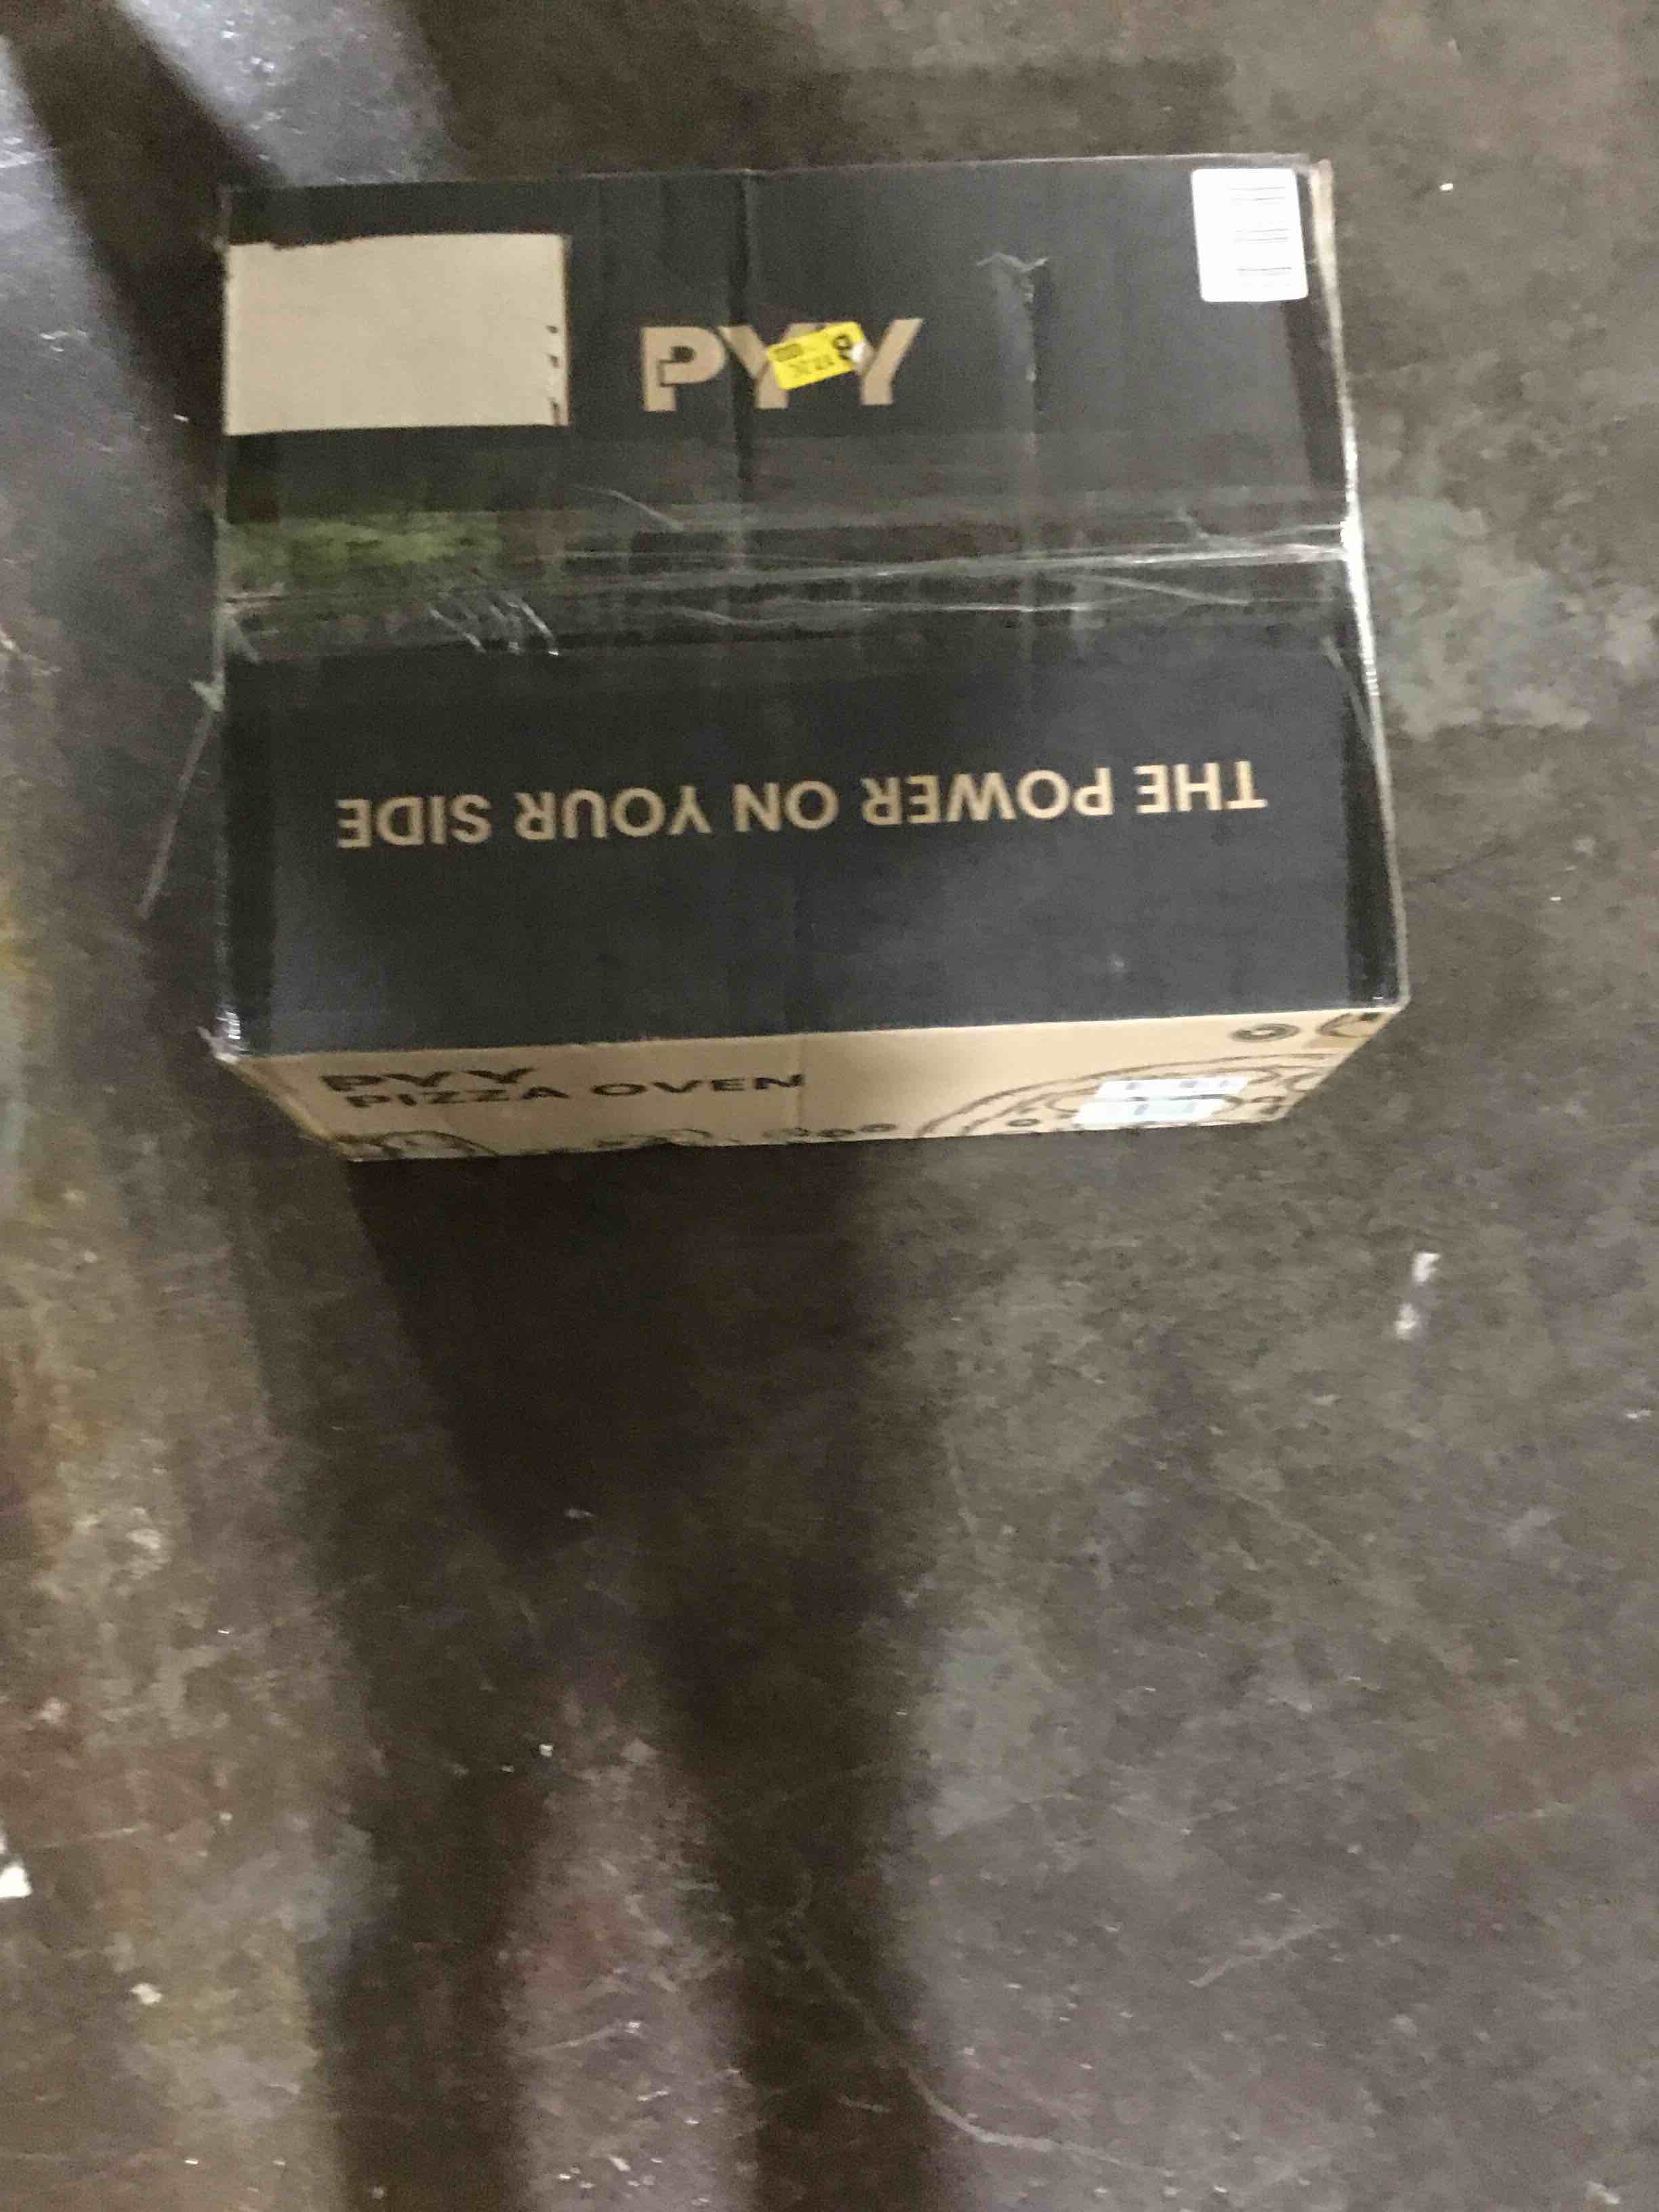 PYY
THE POWER ON YOUR SIDE
PYY
PIZZA OVEN